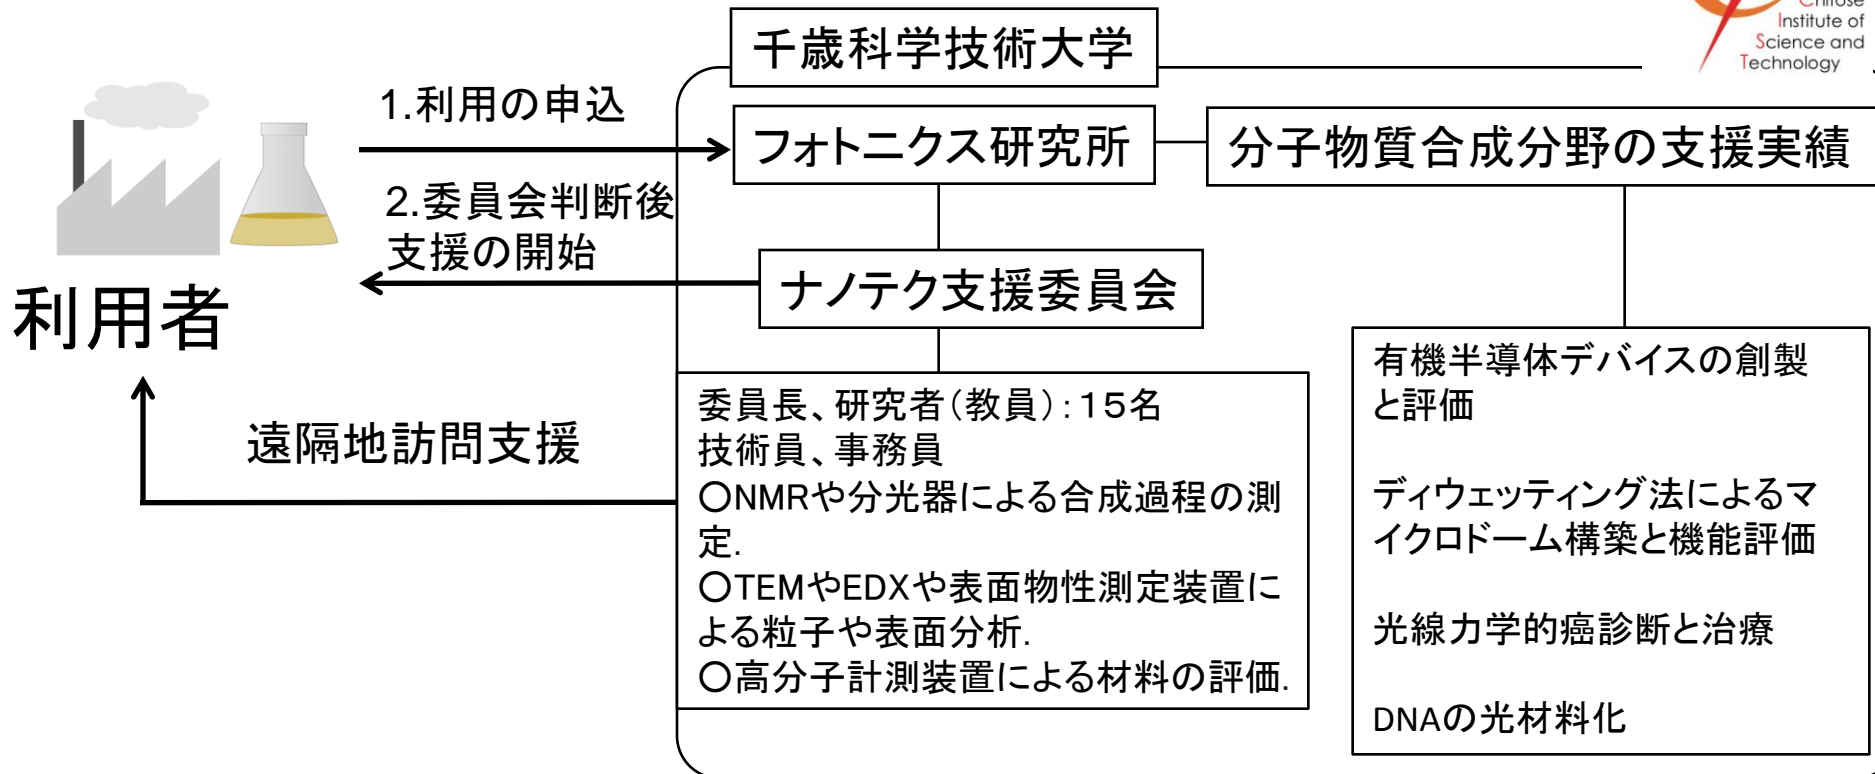 Chitose
Institute of
Science and
Technology
千歳科学技術大学
1.利用の申込
フォトニクス研究所
分子物質合成分野の支援実績
2.委員会判断後
支援の開始
ナノテク支援委員会
利用者
遠隔地訪問支援
委員長、研究者(教員):15名
技術員、事務員
○NMRや分光器による合成過程の測
定.
○TEMやEDXや表面物性測定装置に
よる粒子や表面分析.
○高分子計測装置による材料の評価.
有機半導体デバイスの創製
と評価
ディウェッティング法によるマ
イクロドーム構築と機能評価
光線力学的癌診断と治療
DNAの光材料化